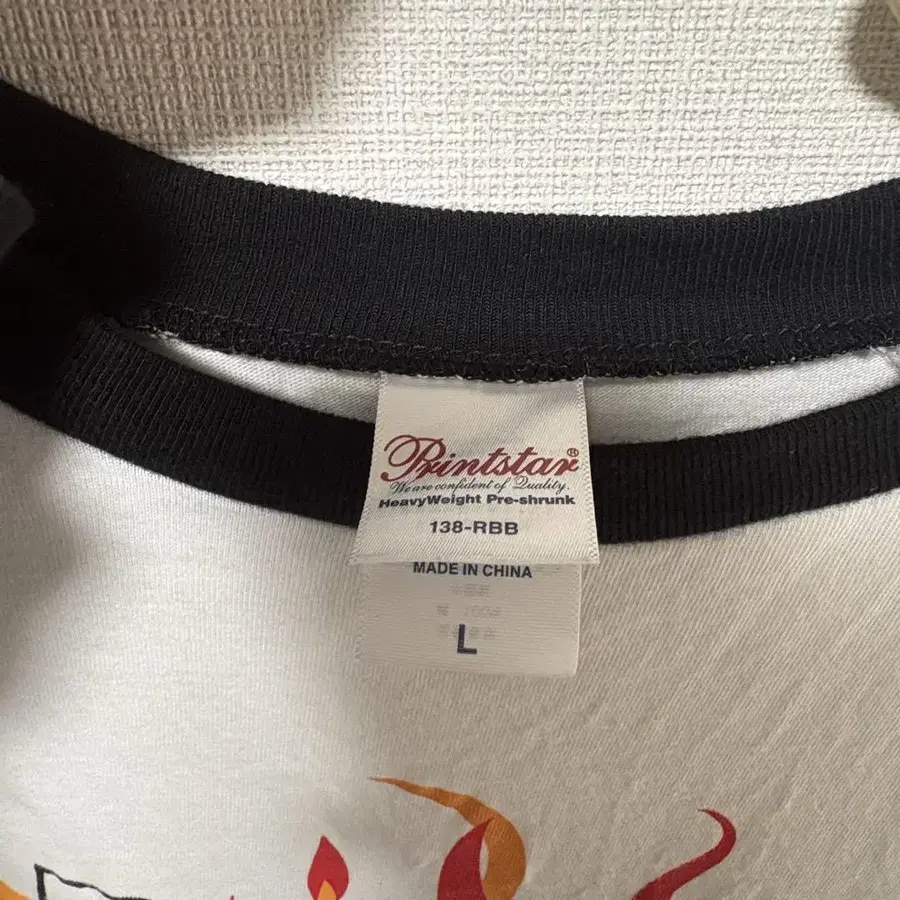 Printstar®
We are confident of Quality.
HeavyWeight Pre-shrunk
138-RBB
MADE IN CHINA
L